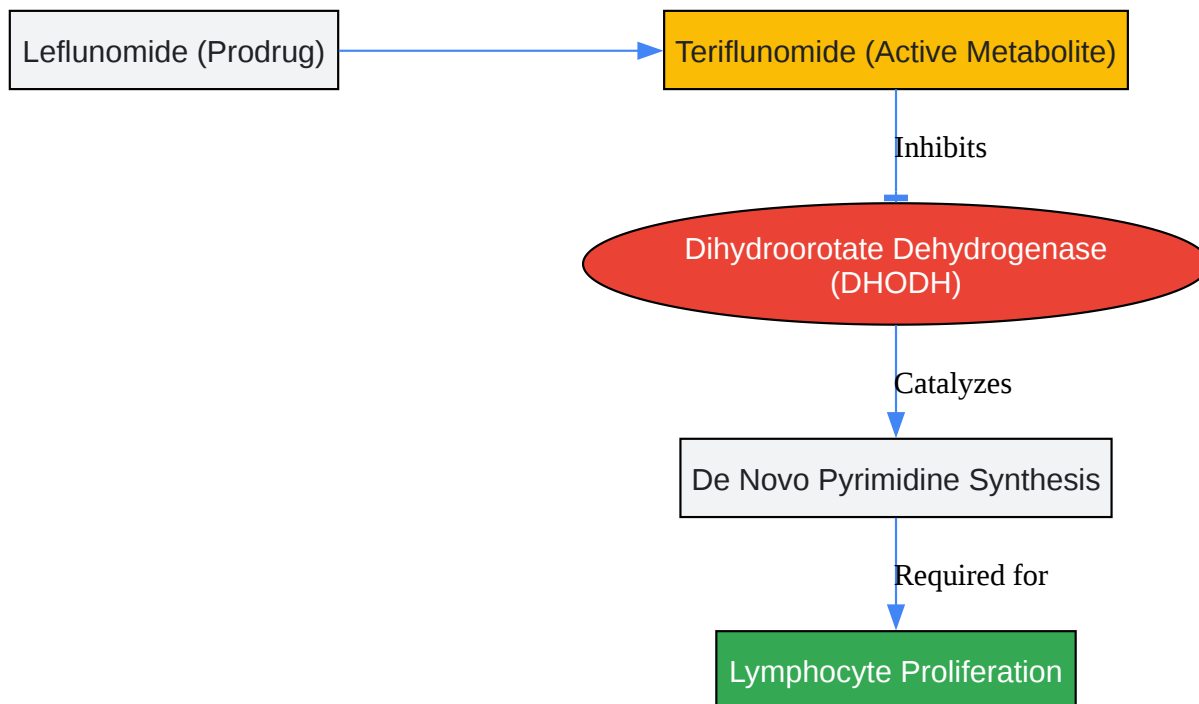 Leflunomide (Prodrug)
Teriflunomide (Active Metabolite)
Inhibits
Dihydroorotate Dehydrogenase
(DHODH)
Catalyzes
De Novo Pyrimidine Synthesis
Required for
Lymphocyte Proliferation